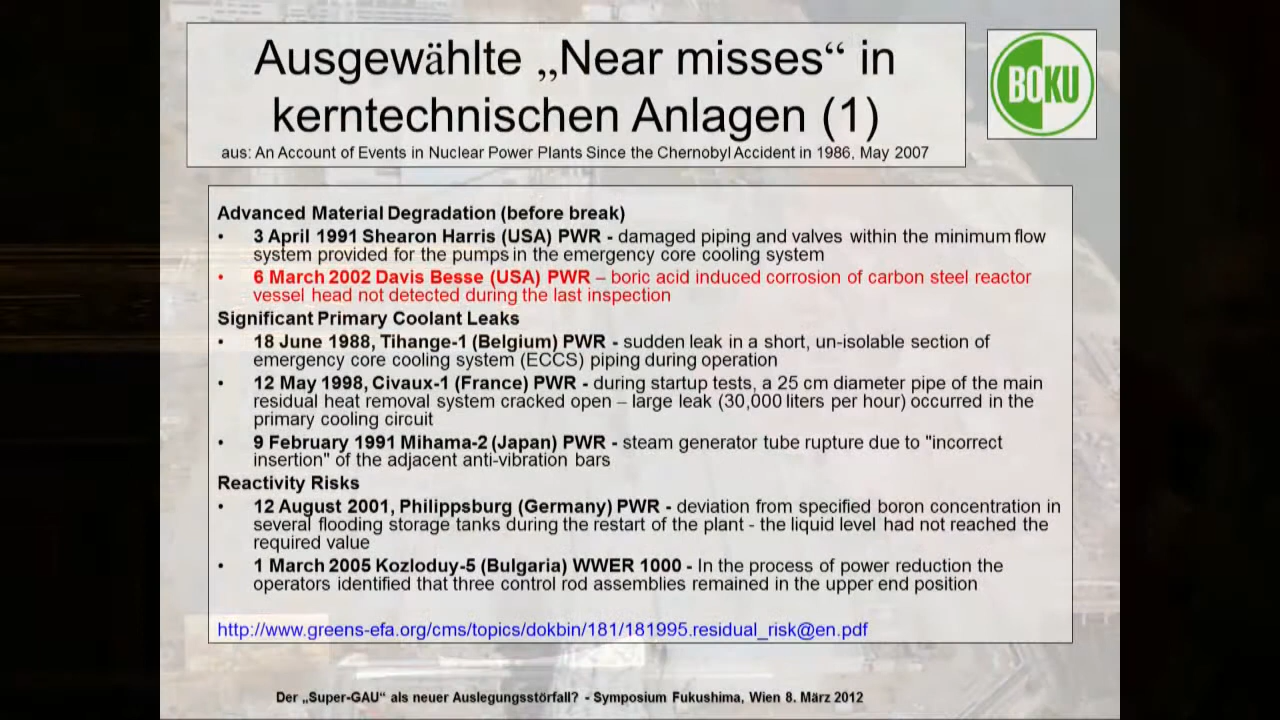 Ausgewählte „Near misses“ in
kerntechnischen Anlagen (1)
aus: An Account of Events in Nuclear Power Plants Since the Chernobyl Accident in 1986, May 2007
BOKU
Advanced Material Degradation (before break)
• 3 April 1991 Shearon Harris (USA) PWR - damaged piping and valves within the minimum flow
system provided for the pumps in the emergency core cooling system
• 6 March 2002 Davis Besse (USA) PWR – boric acid induced corrosion of carbon steel reactor
vessel head not detected during the last inspection
Significant Primary Coolant Leaks
• 18 June 1988, Tihange-1 (Belgium) PWR - sudden leak in a short, un-isolable section of
emergency core cooling system (ECCS) piping during operation
• 12 May 1998, Civaux-1 (France) PWR - during startup tests, a 25 cm diameter pipe of the main
residual heat removal system cracked open – large leak (30,000 liters per hour) occurred in the
primary cooling circuit
• 9 February 1991 Mihama-2 (Japan) PWR - steam generator tube rupture due to "incorrect
insertion" of the adjacent anti-vibration bars
Reactivity Risks
• 12 August 2001, Philippsburg (Germany) PWR - deviation from specified boron concentration in
several flooding storage tanks during the restart of the plant - the liquid level had not reached the
required value
• 1 March 2005 Kozloduy-5 (Bulgaria) WWER 1000 - In the process of power reduction the
operators identified that three control rod assemblies remained in the upper end position
http://www.greens-efa.org/cms/topics/dokbin/181/181995.residual_risk@en.pdf
Der „Super-GAU“ als neuer Auslegungsstörfall? - Symposium Fukushima, Wien 8. März 2012